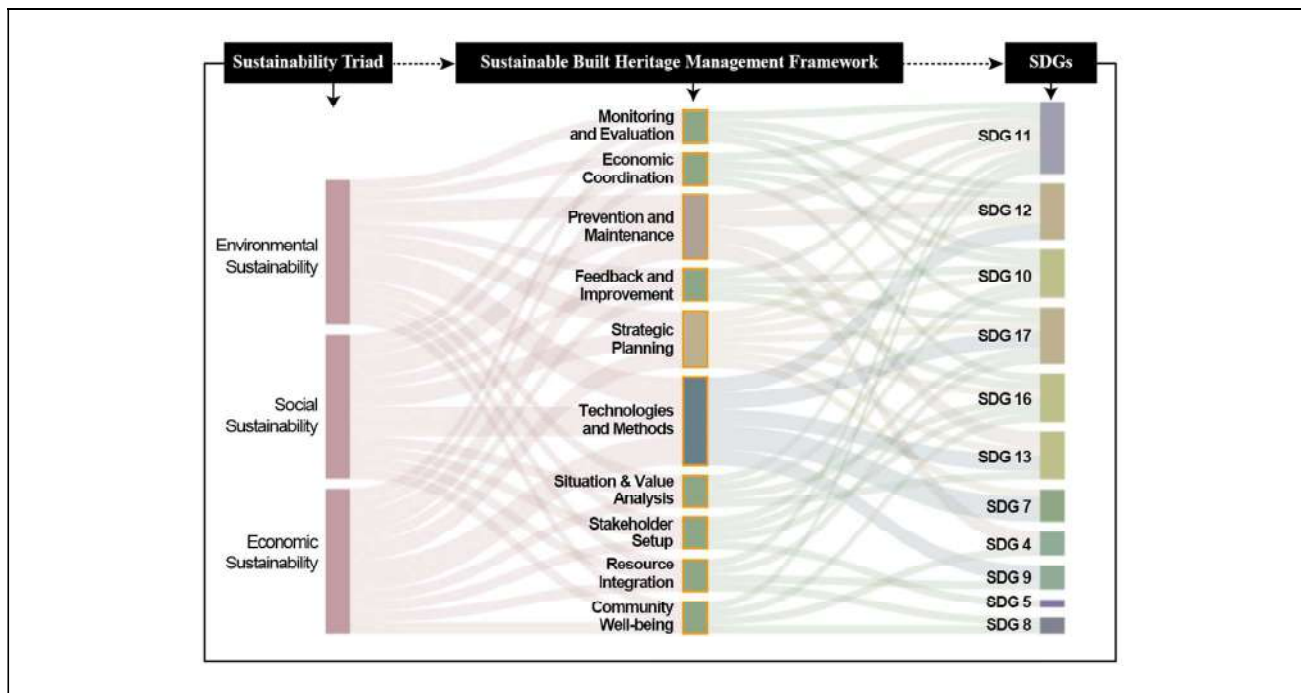 Sustainability Triad
Sustainable Built Heritage Management Framework
SDGs
Environmental
Sustainability
Social
Sustainability
Economic
Sustainability
Monitoring
and Evaluation
Economic
Coordination
Prevention and
Maintenance
Feedback and
Improvement
Strategic
Planning
Technologies
and Methods
Situation & Value
Analysis
Stakeholder
Setup
Resource
Integration
Community
Well-being
SDG 11
SDG 12
SDG 10
SDG 17
SDG 16
SDG 13
SDG 7
SDG 4
SDG 9
SDG 5
SDG 8